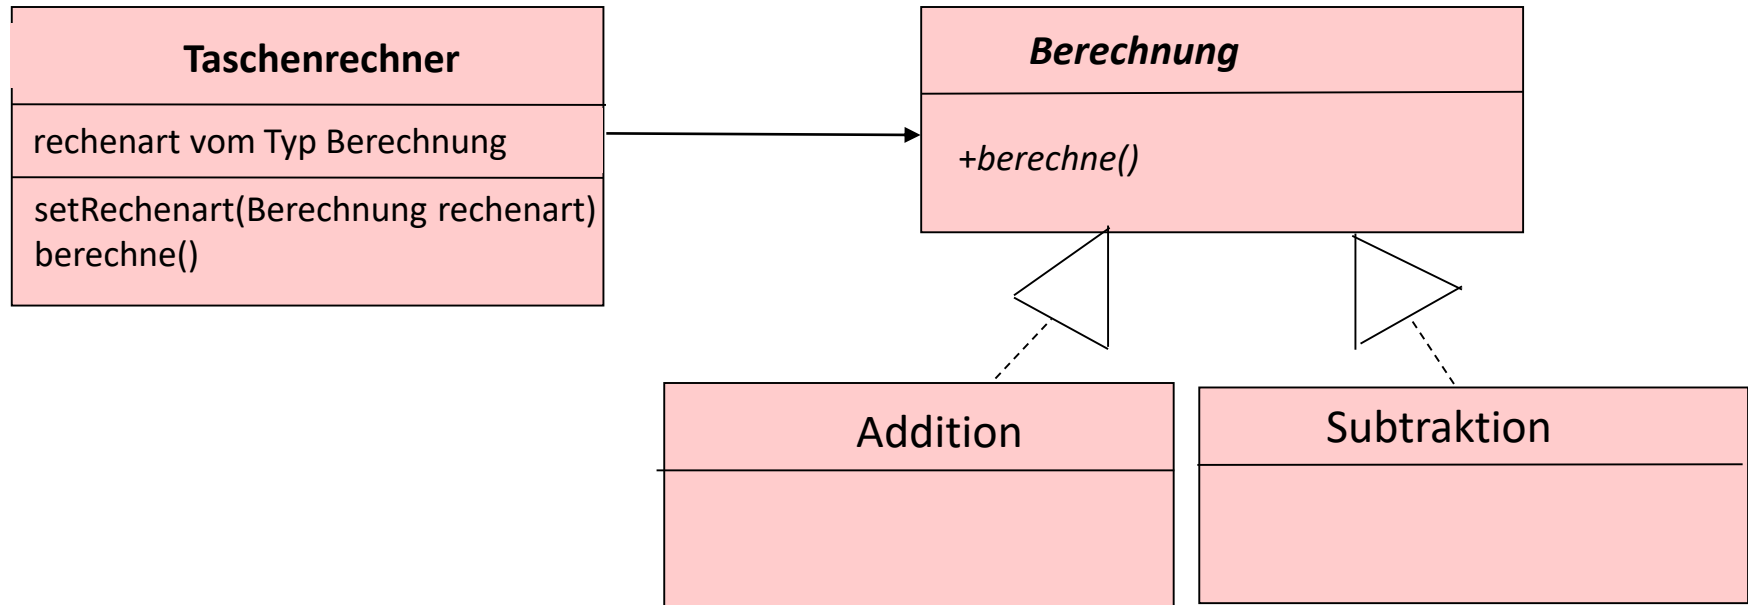 Taschenrechner
rechenart vom Typ Berechnung
setRechenart(Berechnung rechenart)
berechne()
Berechnung
+berechne()
Addition
Subtraktion